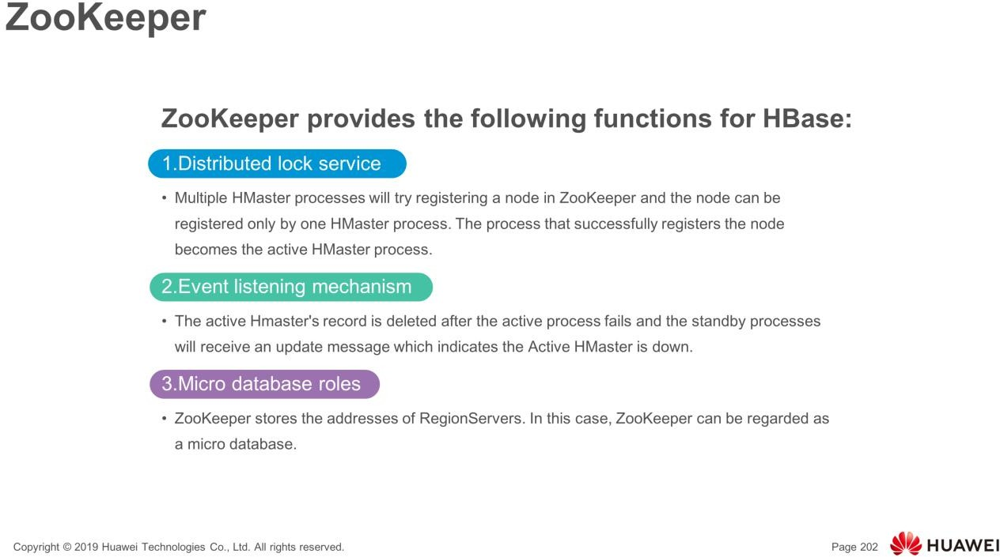 ZooKeeper
ZooKeeper provides the following functions for HBase:
1.Distributed lock service
• Multiple HMaster processes will try registering a node in ZooKeeper and the node can be
registered only by one HMaster process. The process that successfully registers the node
becomes the active HMaster process.
2.Event listening mechanism
• The active Hmaster's record is deleted after the active process fails and the standby processes
will receive an update message which indicates the Active HMaster is down.
3.Micro database roles
• ZooKeeper stores the addresses of RegionServers. In this case, ZooKeeper can be regarded as
a micro database.
Copyright © 2019 Huawei Technologies Co., Ltd. All rights reserved.
Page 202
HUAWEI